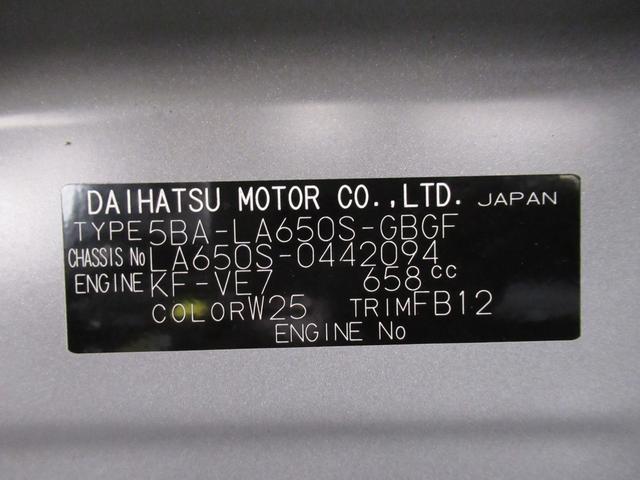 DAIHATSU MOTOR CO.,LTD. JAPAN
TYPE 5BA-LA650S-GBGF
CHASSIS No LA650S-0442094
ENGINE KF-VE7 658cc
COLOR W25 TRIM FB12
ENGINE No